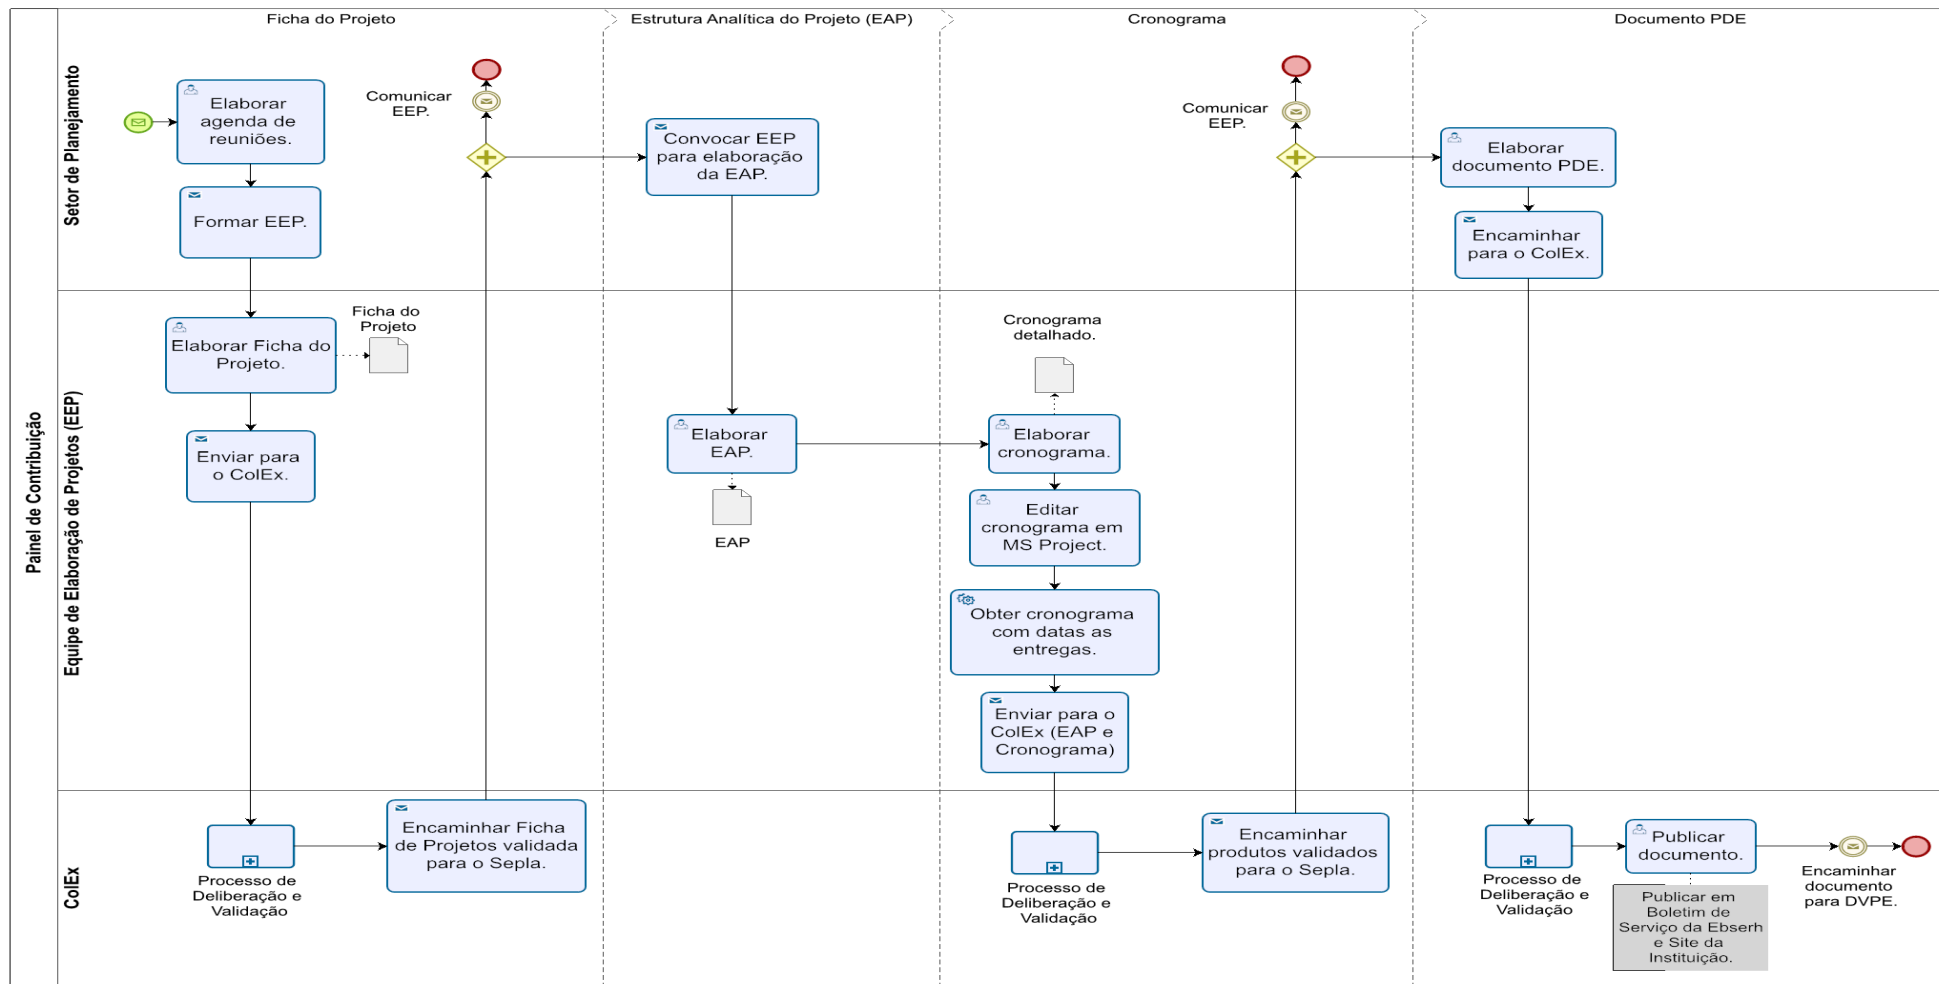 Ficha do Projeto
Estrutura Analítica do Projeto (EAP)
Cronograma
Documento PDE
Painel de Contribuição
Setor de Planejamento
Elaborar
agenda de
reuniões.
Formar EEP.
Comunicar
EEP.
Convocar EEP
para elaboração
da EAP.
Comunicar
EEP.
Elaborar
documento PDE.
Encaminhar
para o ColEx.
Equipe de Elaboração de Projetos (EEP)
Elaborar Ficha do
Projeto.
Ficha do
Projeto
Enviar para
o ColEx.
Elaborar
EAP.
EAP
Cronograma
detalhado.
Elaborar
cronograma.
Editar
cronograma em
MS Project.
Obter cronograma
com datas as
entregas.
Enviar para o
ColEx (EAP e
Cronograma)
ColEx
Processo de
Deliberação e
Validação
Encaminhar Ficha
de Projetos validada
para o Sepla.
Processo de
Deliberação e
Validação
Encaminhar
produtos validados
para o Sepla.
Processo de
Deliberação e
Validação
Publicar
documento.
Publicar em
Boletim de
Serviço da Ebserh
e Site da
Instituição.
Encaminhar
documento
para DVPE.